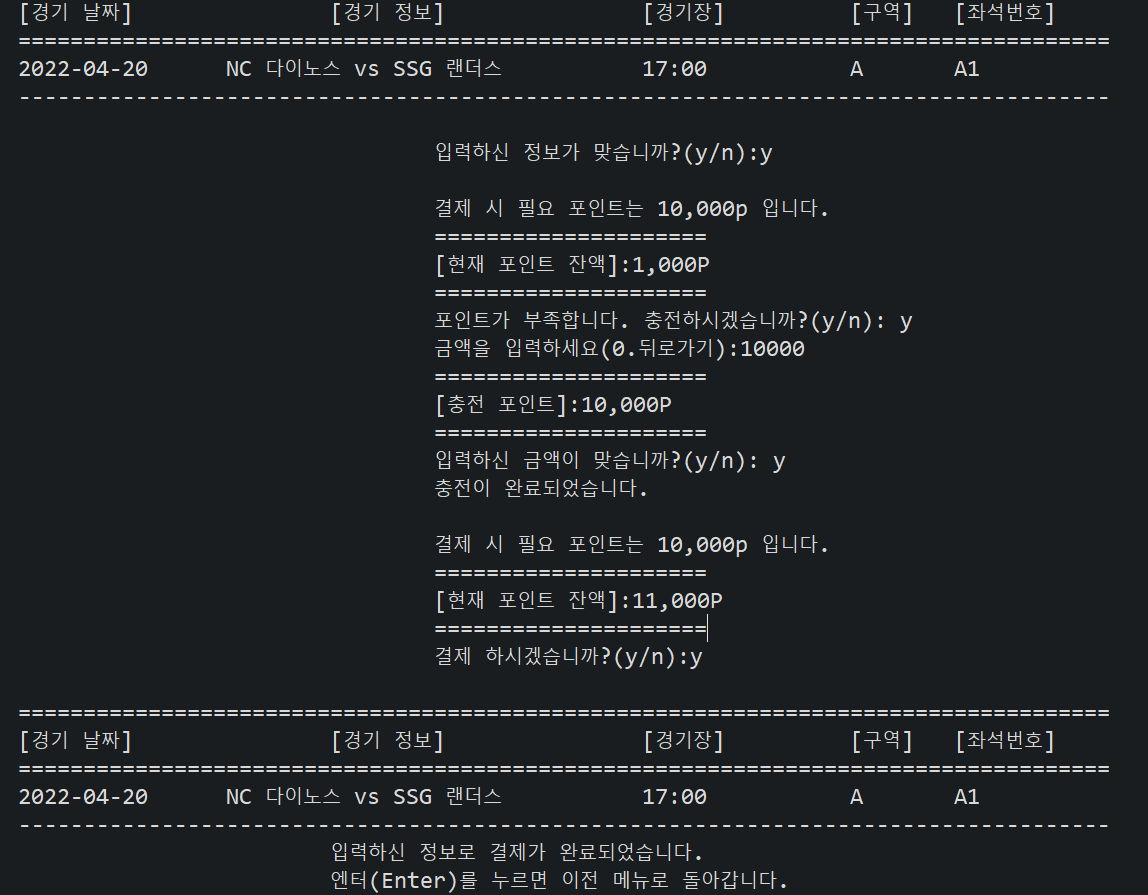 [경기 날짜] [경기 정보] [경기장] [구역] [좌석번호]
=====================================================================================
2022-04-20 NC 다이노스 vs SSG 랜더스 17:00 A A1
-------------------------------------------------------------------------------------
입력하신 정보가 맞습니까?(y/n):y
결제 시 필요 포인트는 10,000p 입니다.
=====================
[현재 포인트 잔액]:1,000P
=====================
포인트가 부족합니다. 충전하시겠습니까?(y/n): y
금액을 입력하세요(0.뒤로가기):10000
=====================
[충전 포인트]:10,000P
=====================
입력하신 금액이 맞습니까?(y/n): y
충전이 완료되었습니다.
결제 시 필요 포인트는 10,000p 입니다.
=====================
[현재 포인트 잔액]:11,000P
=====================
결제 하시겠습니까?(y/n):y
=====================================================================================
[경기 날짜] [경기 정보] [경기장] [구역] [좌석번호]
=====================================================================================
2022-04-20 NC 다이노스 vs SSG 랜더스 17:00 A A1
-------------------------------------------------------------------------------------
입력하신 정보로 결제가 완료되었습니다.
엔터(Enter)를 누르면 이전 메뉴로 돌아갑니다.